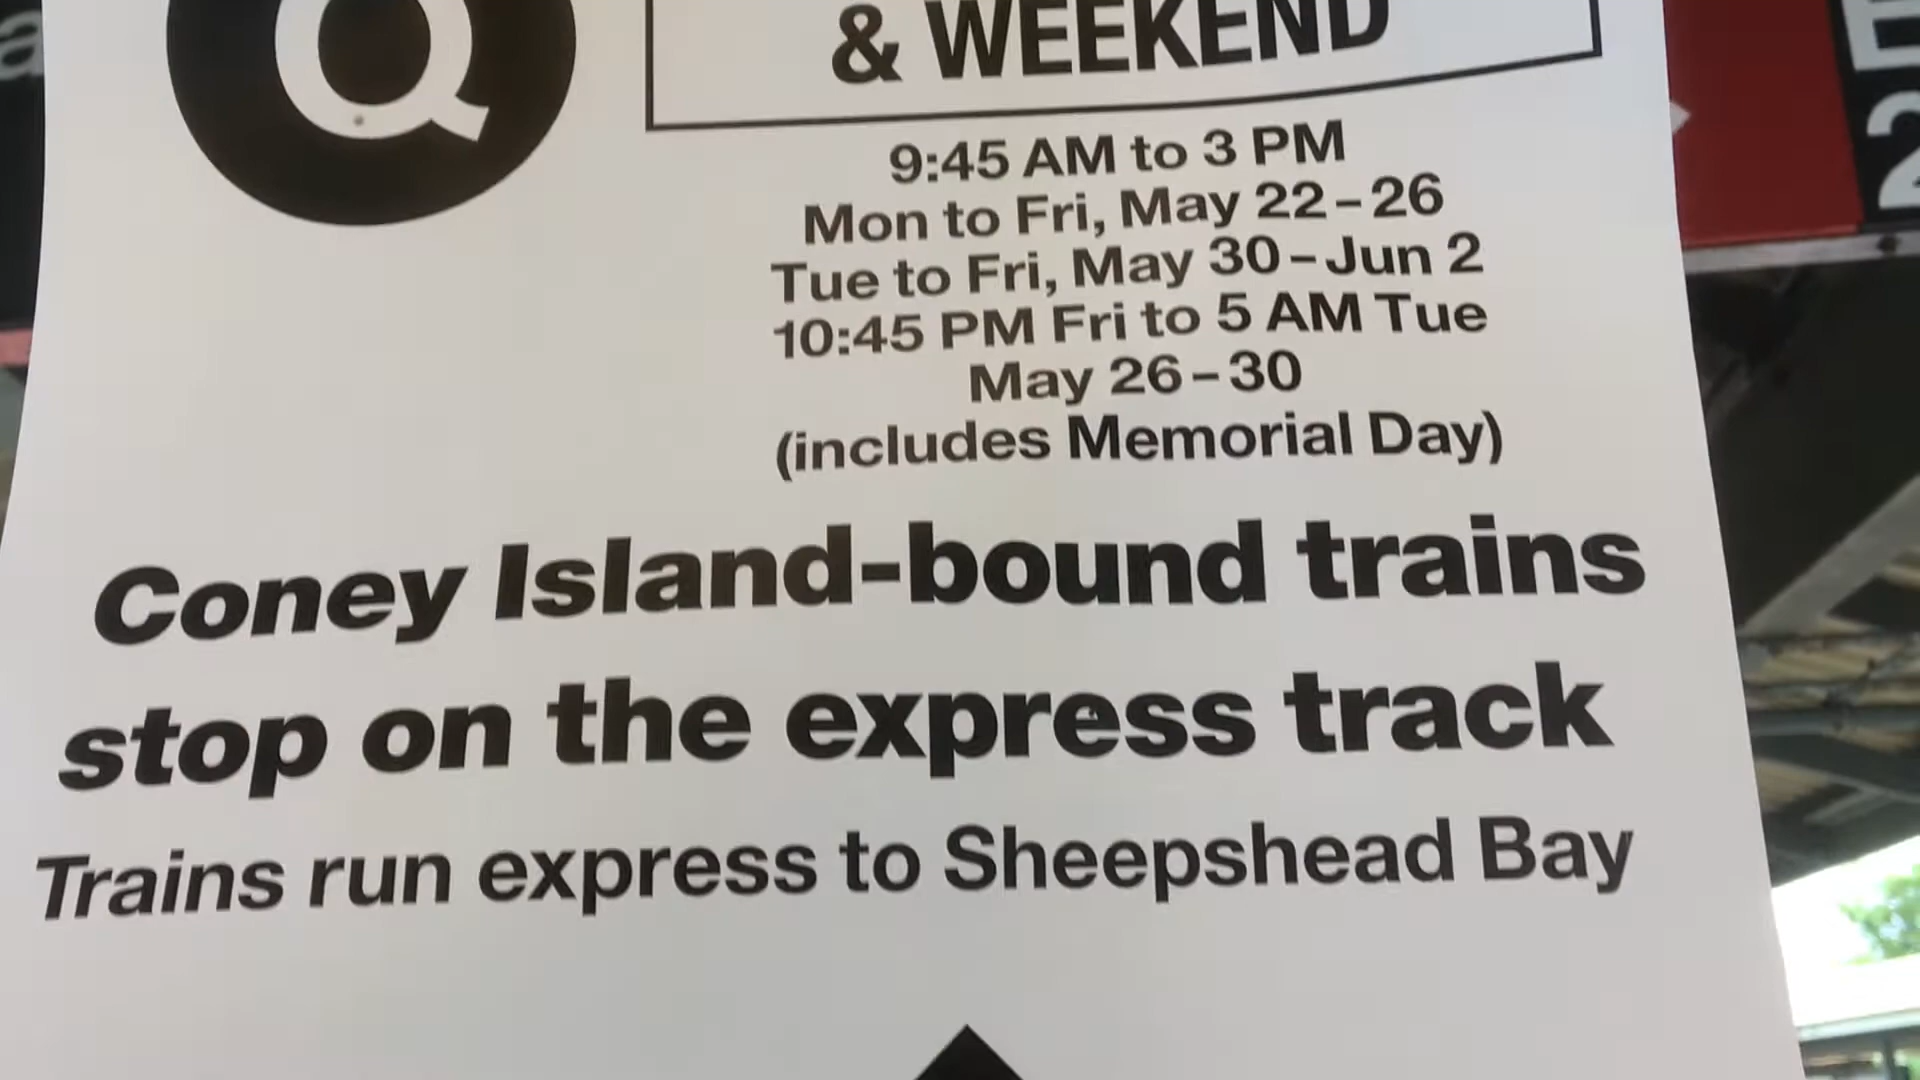 Q
& WEEKEND
9:45 AM to 3 PM
Mon to Fri, May 22 – 26
Tue to Fri, May 30 – Jun 2
10:45 PM Fri to 5 AM Tue
May 26 – 30
(includes Memorial Day)
Coney Island-bound trains
stop on the express track
Trains run express to Sheepshead Bay